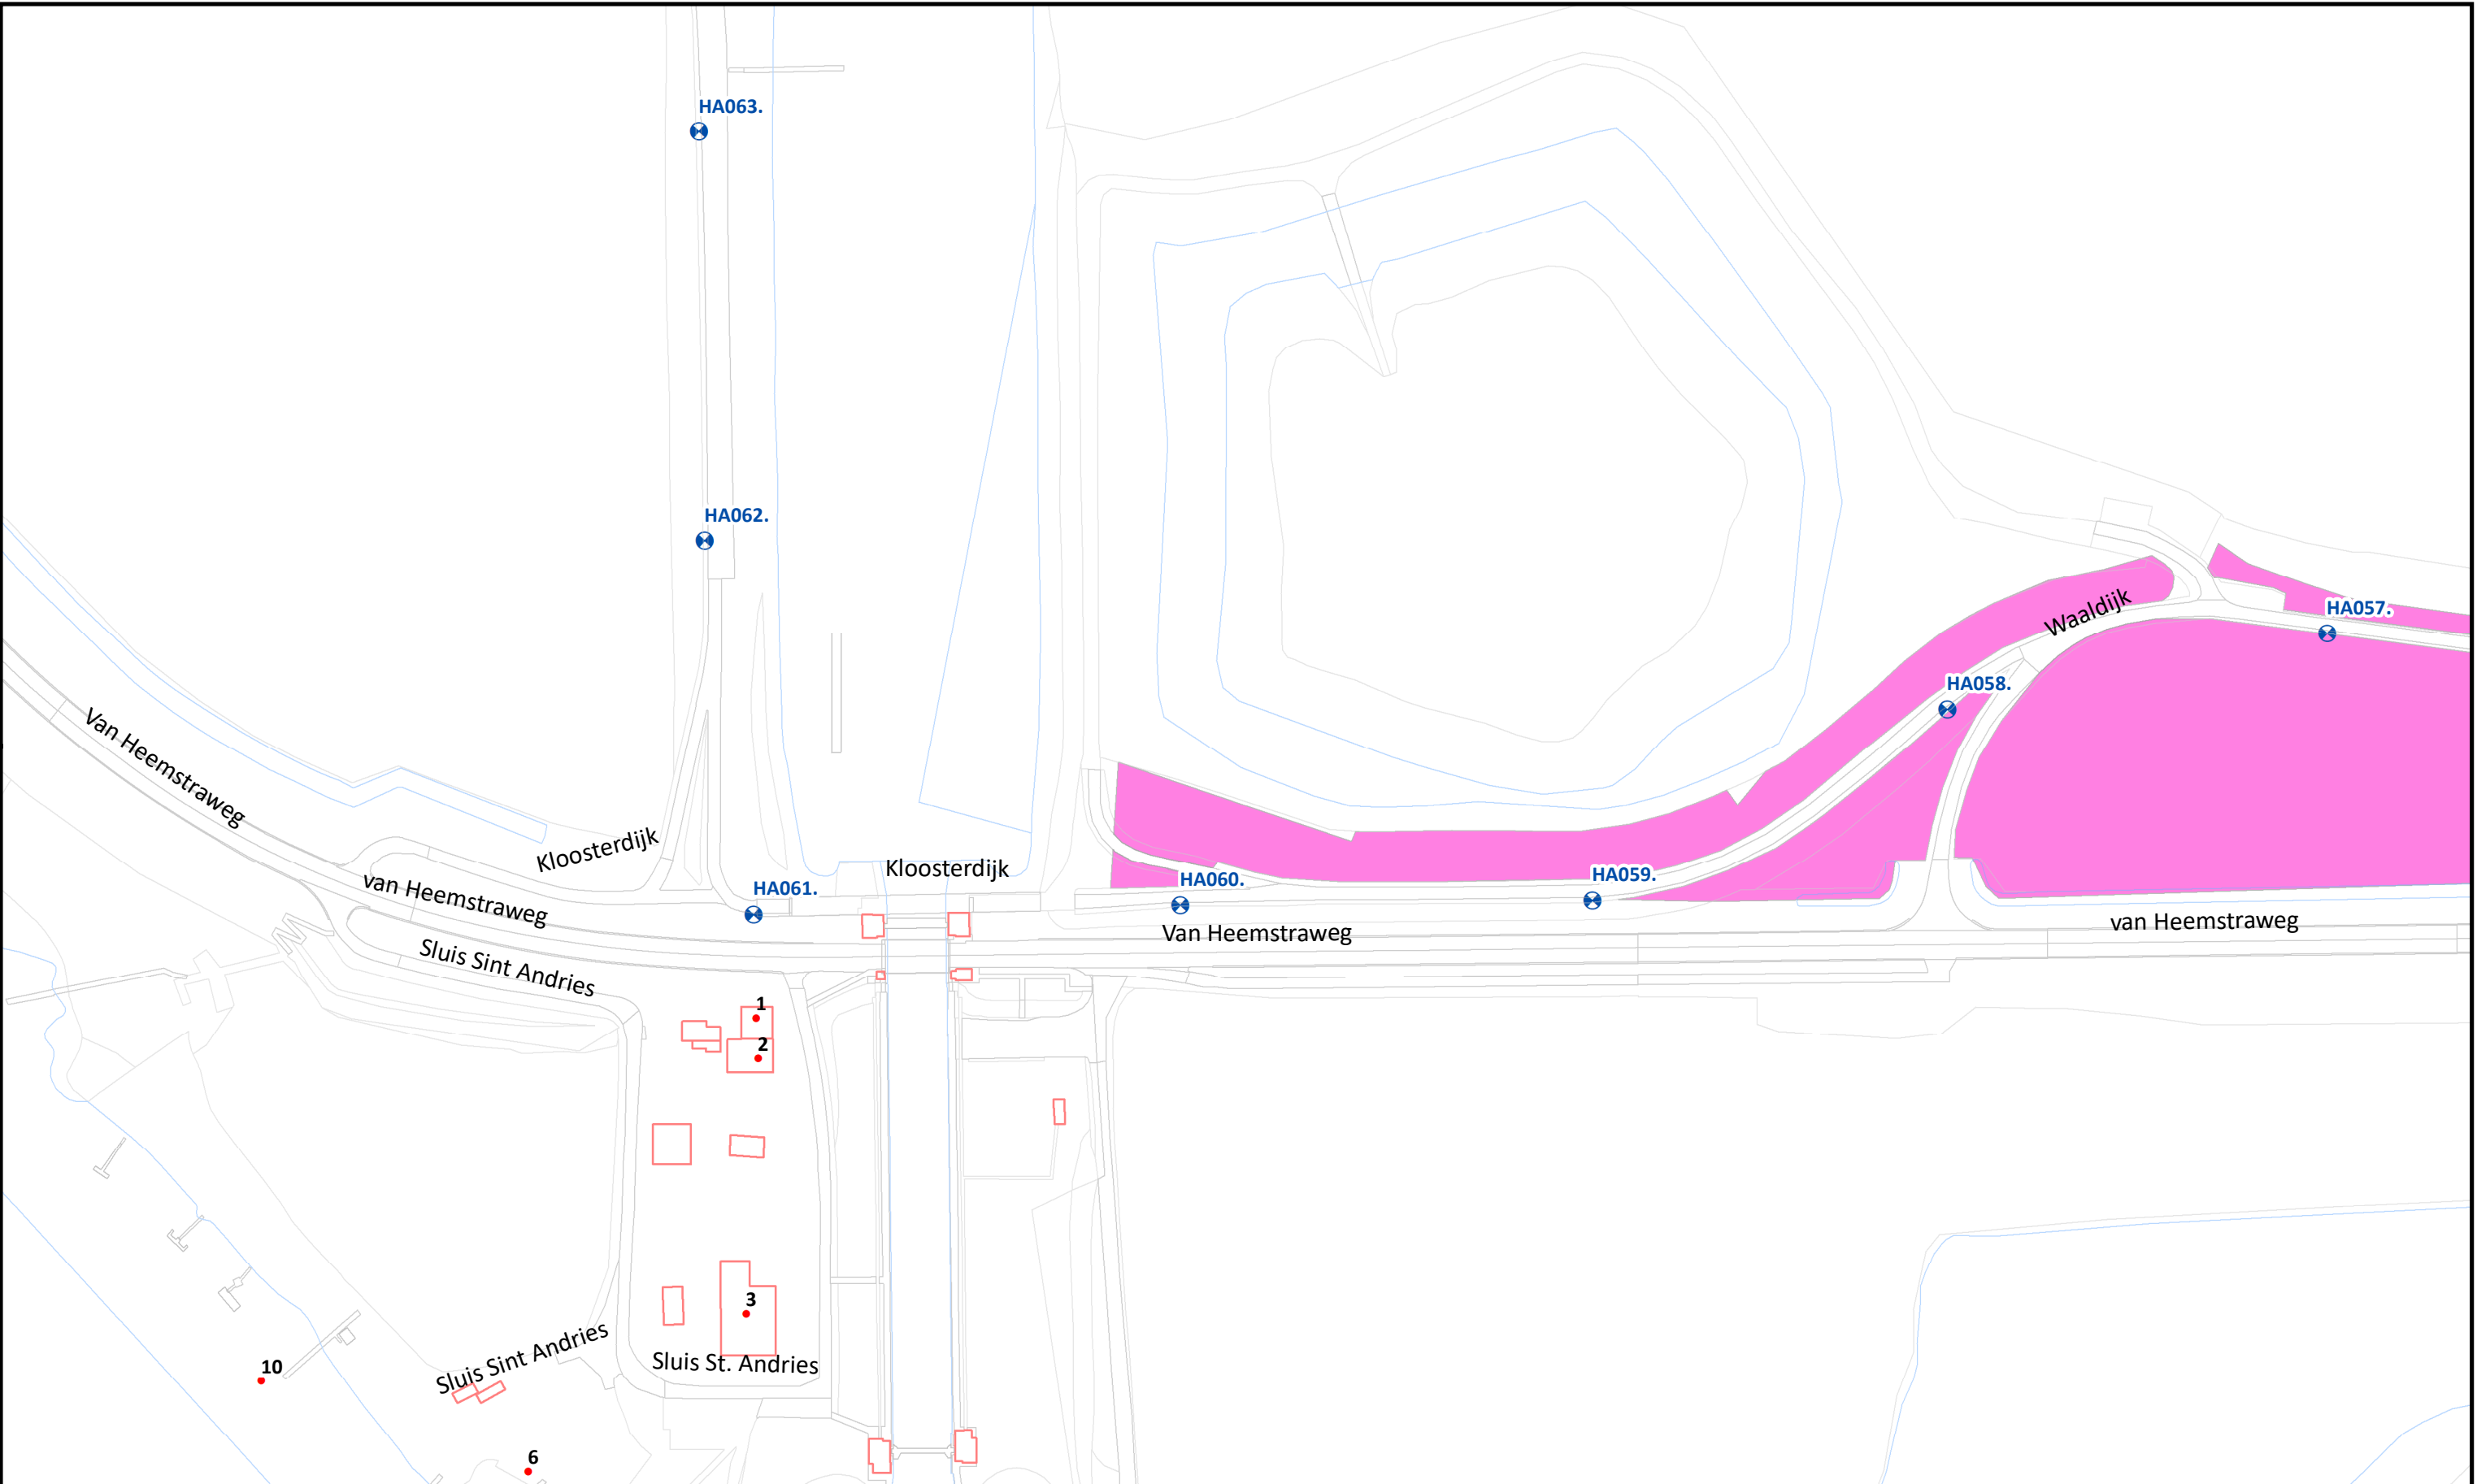 HA063.
HA062.
HA057.
Waaldijk
HA058.
Van Heemstraweg
Kloosterdijk
Kloosterdijk
HA059.
HA060.
HA061.
van Heemstraweg
van Heemstraweg
Van Heemstraweg
Sluis Sint Andries
1
2
3
Sluis Sint Andries
Sluis St. Andries
10
6